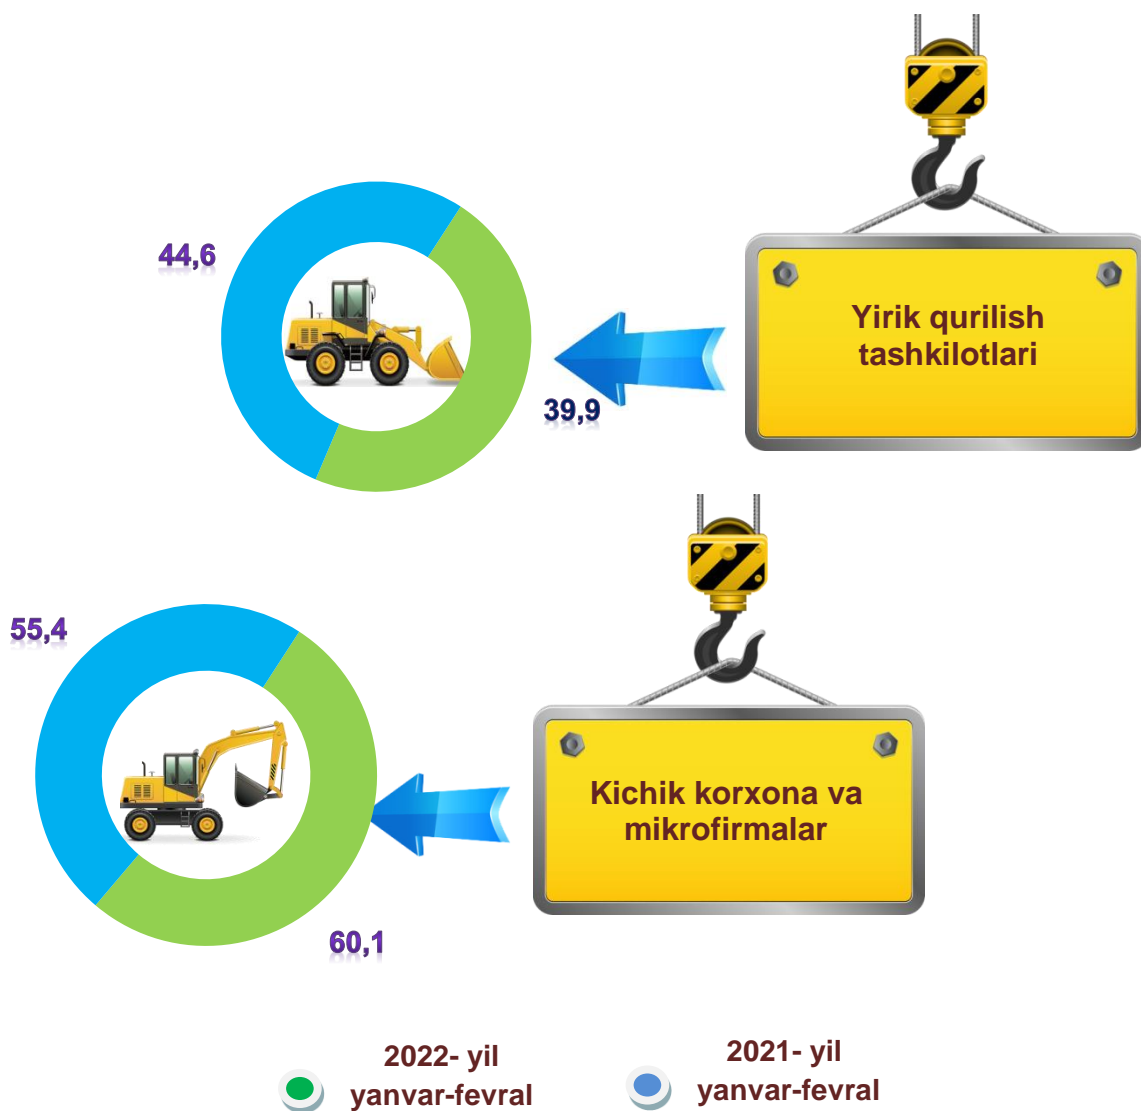 44,6
Yirik qurilish
tashkilotlari
39,9
55,4
Kichik korxona va
mikrofirmalar
60,1
2022- yil
yanvar-fevral
2021- yil
yanvar-fevral